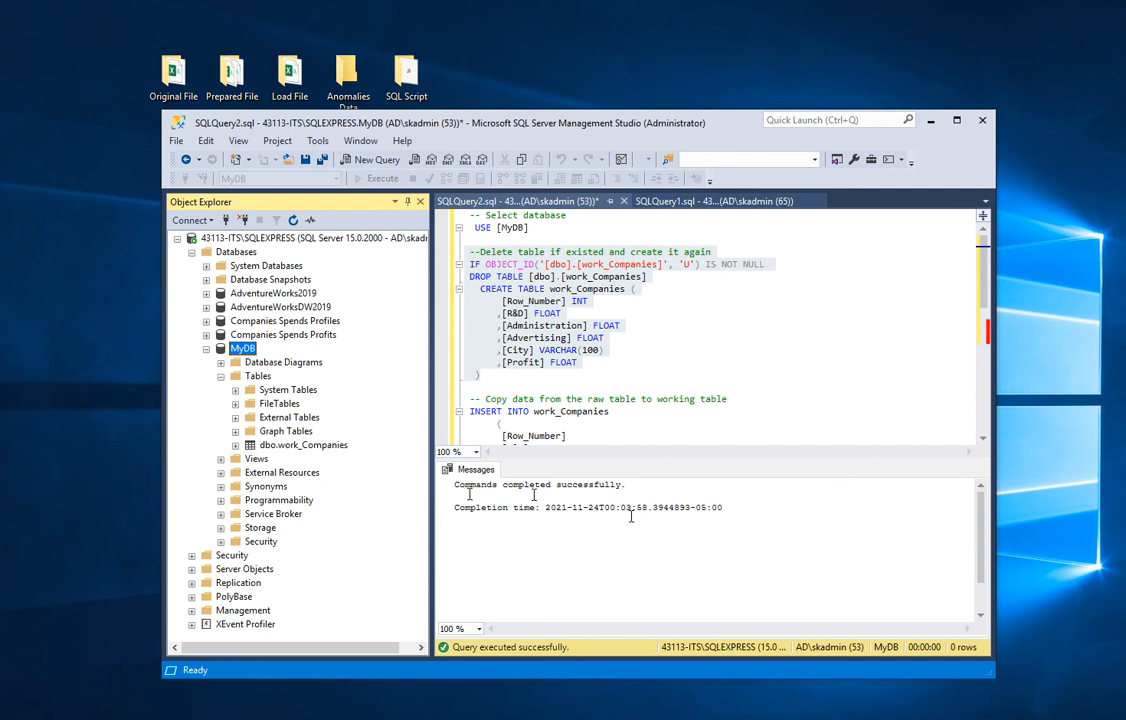 Original File
Prepared File
Load File
Anomalies
Data
SQL Script
SQLQuery2.sql - 43113-ITS\SQLEXPRESS.MyDB (AD\skadmin (53))* - Microsoft SQL Server Management Studio (Administrator)
Quick Launch (Ctrl+Q)
File Edit View Project Tools Window Help
New Query
MyDB
Execute
Object Explorer
SQLQuery2.sql - 43...(AD\skadmin (53))*
SQLQuery1.sql - 43...(AD\skadmin (65))
Connect
43113-ITS\SQLEXPRESS (SQL Server 15.0.2000 - AD\skadm
Databases
System Databases
Database Snapshots
AdventureWorks2019
AdventureWorksDW2019
Companies Spends Profiles
Companies Spends Profits
MyDB
Database Diagrams
Tables
System Tables
FileTables
External Tables
Graph Tables
dbo.work_Companies
Views
External Resources
Synonyms
Programmability
Service Broker
Storage
Security
Security
Server Objects
Replication
PolyBase
Management
XEvent Profiler
-- Select database
USE [MyDB]
--Delete table if existed and create it again
IF OBJECT_ID('[dbo].[work_Companies]', 'U') IS NOT NULL
DROP TABLE [dbo].[work_Companies]
CREATE TABLE work_Companies (
[Row_Number] INT
,[R&D] FLOAT
,[Administration] FLOAT
,[Advertising] FLOAT
,[City] VARCHAR(100)
,[Profit] FLOAT
)
-- Copy data from the raw table to working table
INSERT INTO work_Companies
(
[Row_Number]
100 %
Messages
Commands completed successfully.
Completion time: 2021-11-24T00:03:58.3944893-05:00
100 %
Query executed successfully.
43113-ITS\SQLEXPRESS (15.0 ...
AD\skadmin (53)
MyDB
00:00:00
0 rows
Ready